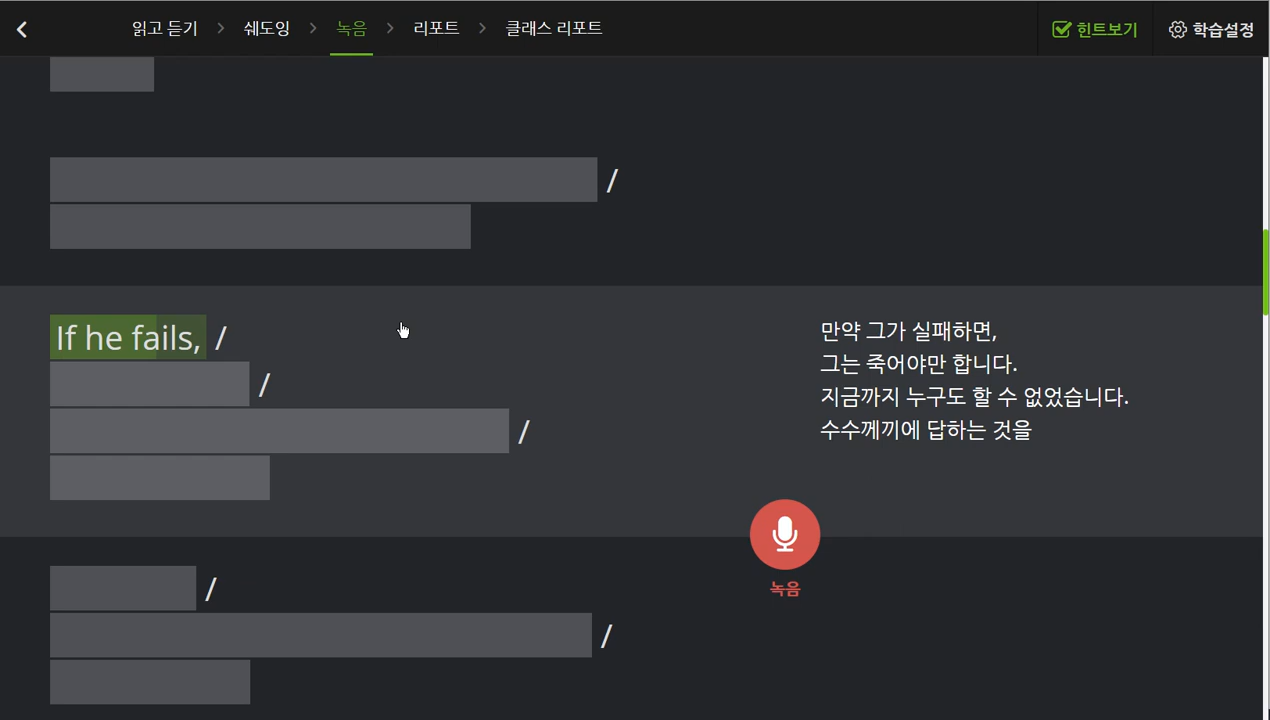 읽고 듣기 > 쉐도잉 > 녹음 > 리포트 > 클래스 리포트
힌트보기
학습설정
/
If he fails, /
/
/
만약 그가 실패하면,
그는 죽어야만 합니다.
지금까지 누구도 할 수 없었습니다.
수수께끼에 답하는 것을
녹음
/
/